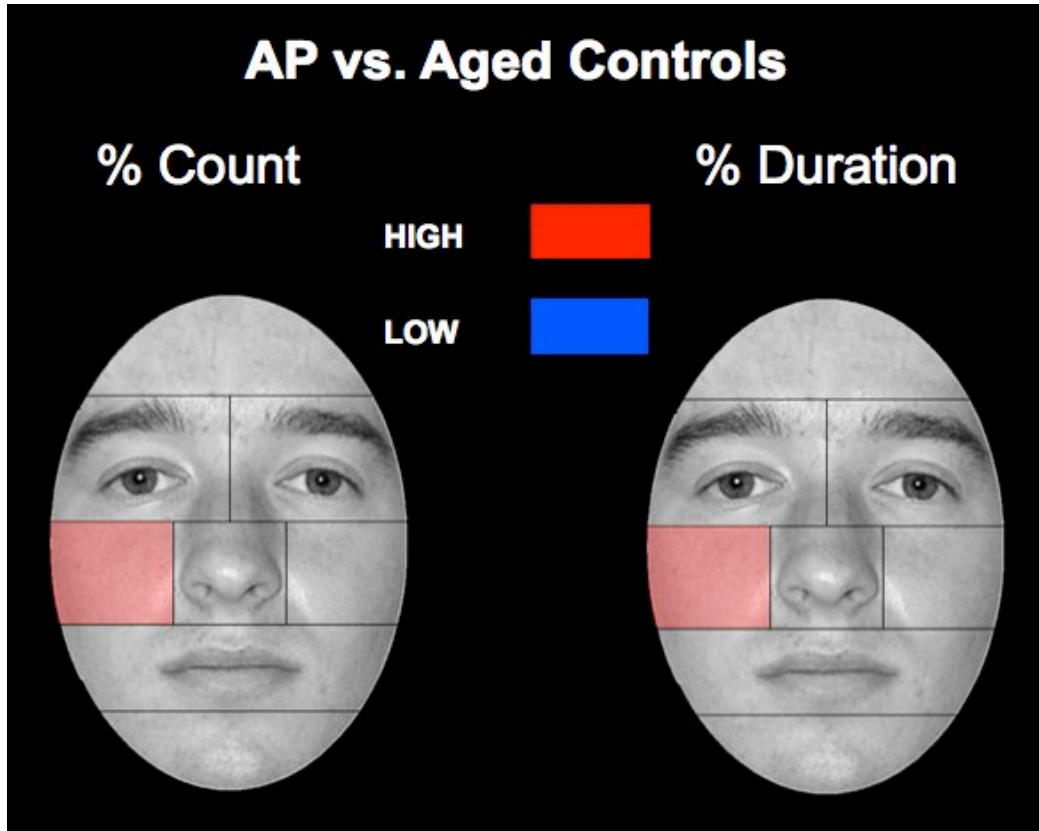 AP vs. Aged Controls
% Count
% Duration
HIGH
LOW